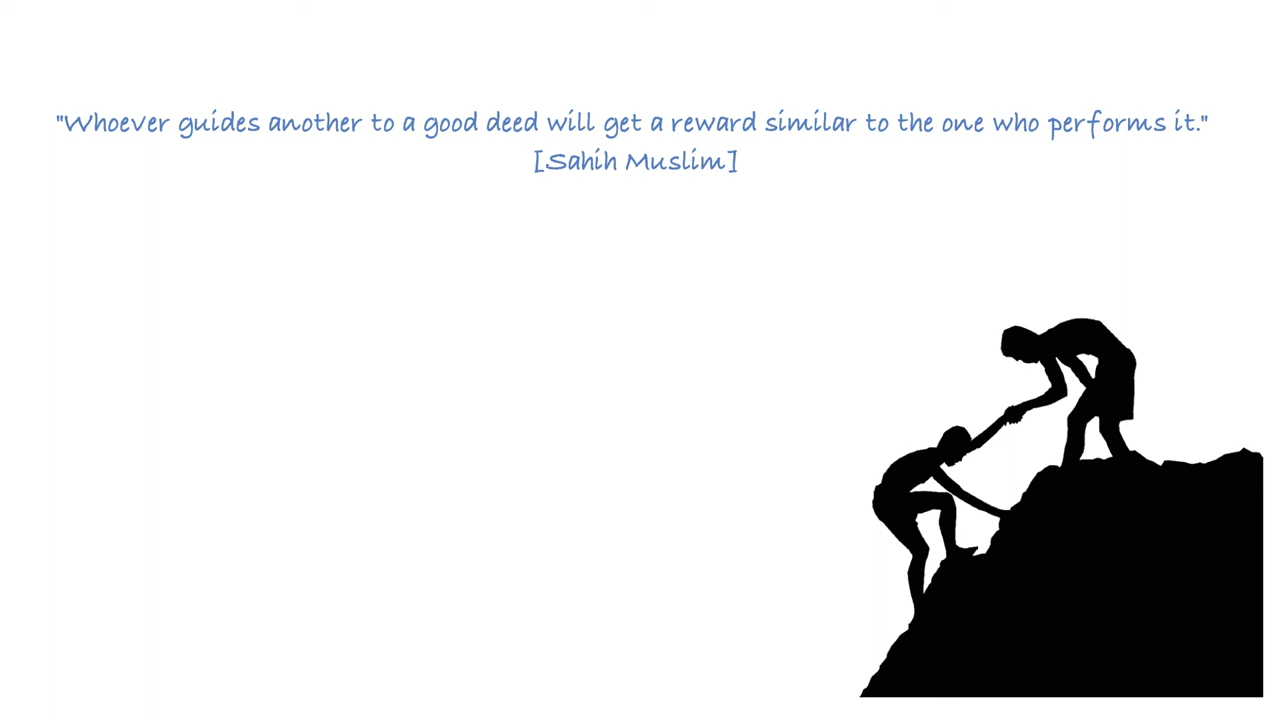 "Whoever guides another to a good deed will get a reward similar to the one who performs it."
[Sahih Muslim]